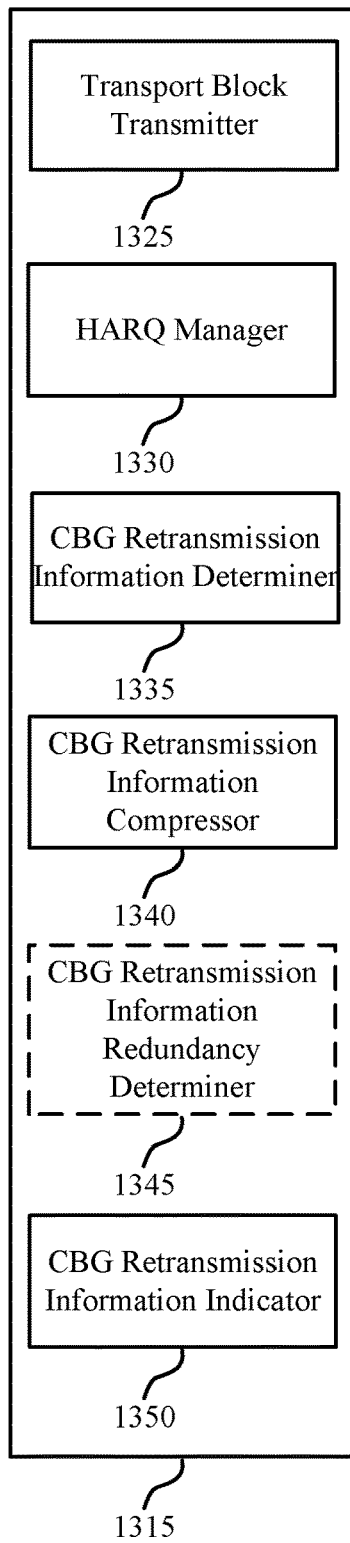 Transport Block
Transmitter
1325
HARQ Manager
1330
CBG Retransmission
Information Determiner
1335
CBG Retransmission
Information
Compressor
1340
CBG Retransmission
Information
Redundancy
Determiner
1345
CBG Retransmission
Information Indicator
1350
1315